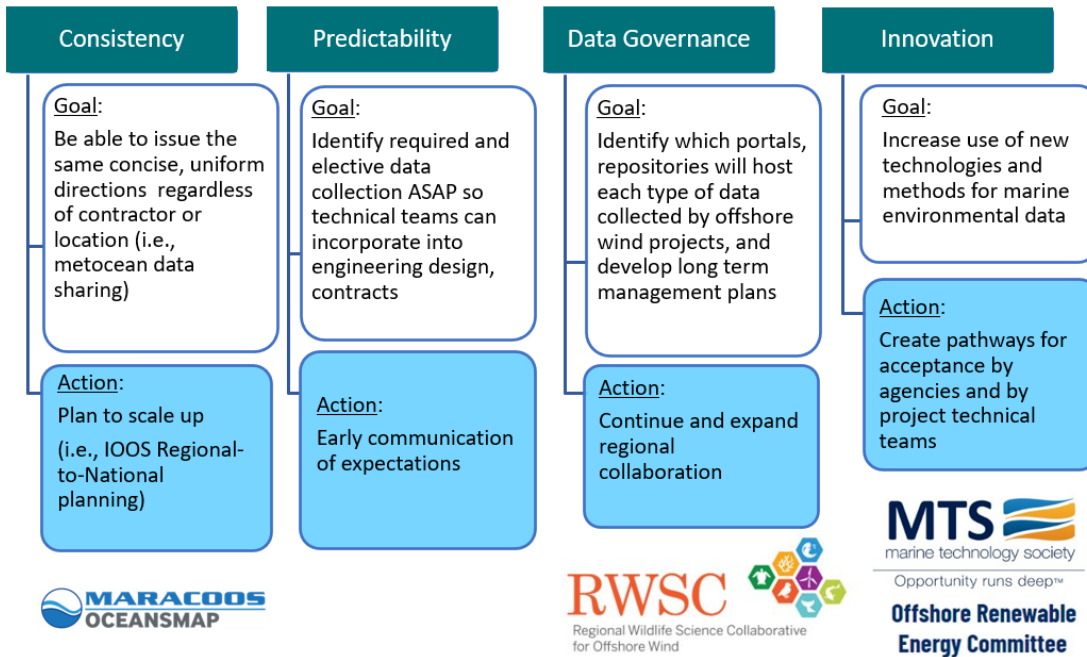 Consistency
Goal:
Be able to issue the
same concise, uniform
directions regardless
of contractor or
location (i.e.,
metocean data
sharing)
Action:
Plan to scale up
(i.e., IOOS Regional-
to-National
planning)
MARACOOS
OCEANSMAP
Predictability
Goal:
Identify required and
elective data
collection ASAP so
technical teams can
incorporate into
engineering design,
contracts
Action:
Early communication
of expectations
Data Governance
Goal:
Identify which portals,
repositories will host
each type of data
collected by offshore
wind projects, and
develop long term
management plans
Action:
Continue and expand
regional
collaboration
RWSC
Regional Wildlife Science Collaborative
for Offshore Wind
Innovation
Goal:
Increase use of new
technologies and
methods for marine
environmental data
Action:
Create pathways for
acceptance by
agencies and by
project technical
teams
MTS
marine technology society
Opportunity runs deep™
Offshore Renewable
Energy Committee